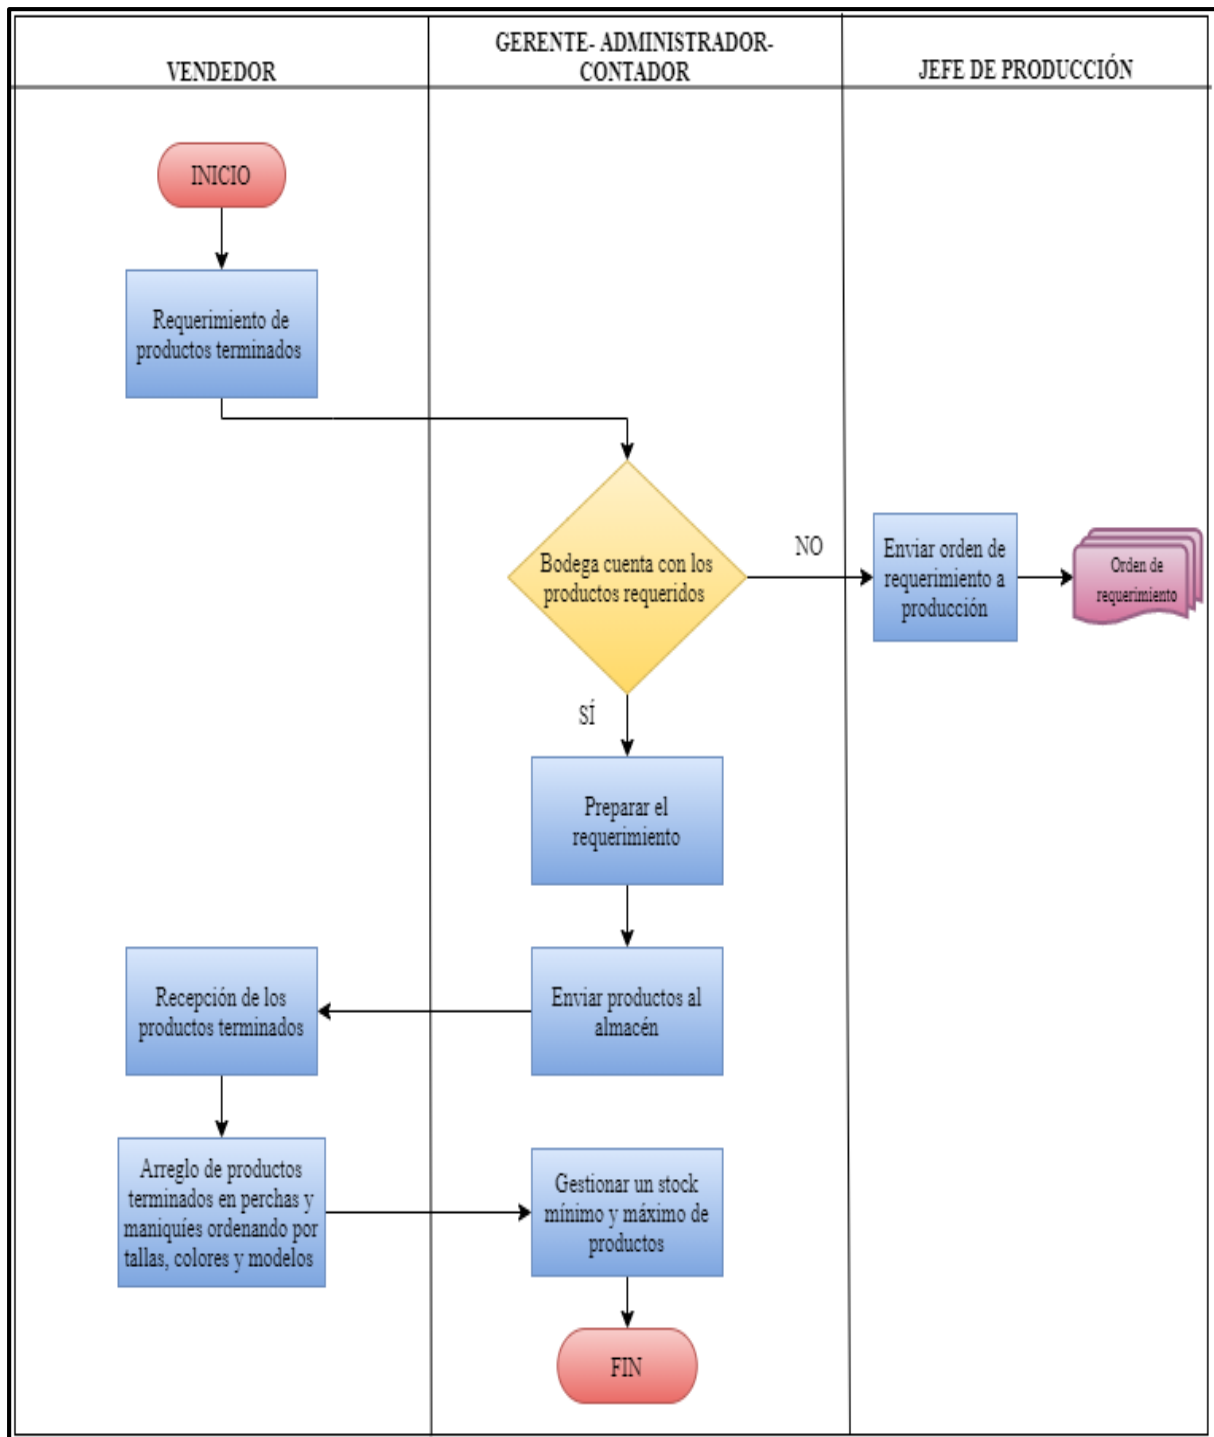 VENDEDOR
GERENTE- ADMINISTRADOR-
CONTADOR
JEFE DE PRODUCCIÓN
INICIO
Requerimiento de
productos terminados
Bodega cuenta con los
productos requeridos
NO
Enviar orden de
requerimiento a
producción
Orden de
requerimiento
SÍ
Preparar el
requerimiento
Recepción de los
productos terminados
Enviar productos al
almacén
Arreglo de productos
terminados en perchas y
maniquíes ordenando por
tallas, colores y modelos
Gestionar un stock
mínimo y máximo de
productos
FIN